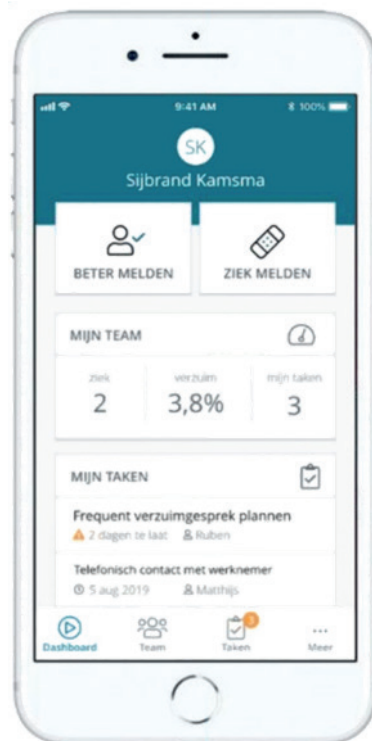 9:41 AM 100%
SK
Sijbrand Kamsma
BETER MELDEN ZIEK MELDEN
MIJN TEAM
ziek verzuim mijn taken
2 3,8% 3
MIJN TAKEN
Frequent verzuimgesprek plannen
2 dagen te laat Ruben
Telefonisch contact met werknemer
5 aug 2019 Matthijs
3
Dashboard Team Taken Meer